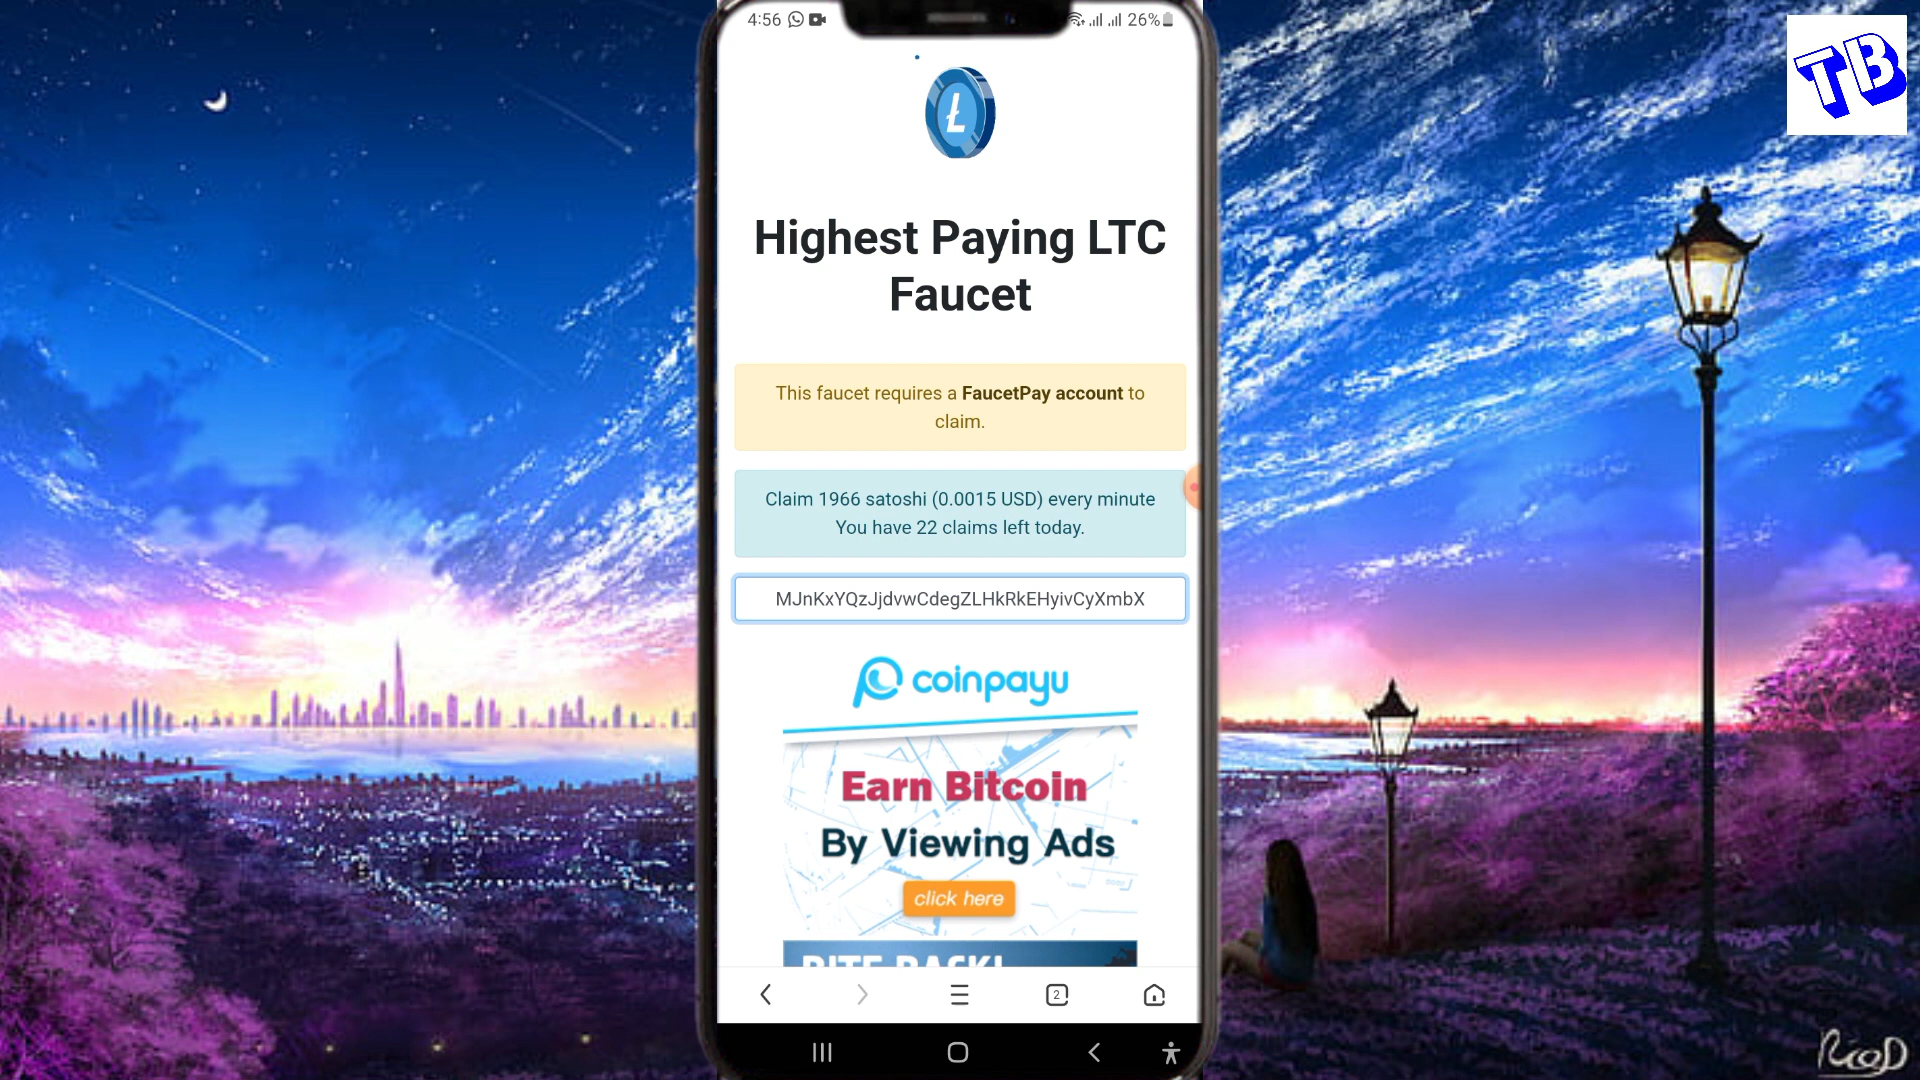 4:56
26%
TB
Ł
Highest Paying LTC
Faucet
This faucet requires a FaucetPay account to
claim.
Claim 1966 satoshi (0.0015 USD) every minute
You have 22 claims left today.
MJnKxYQzJjdvwCdegZLHkRkEHyivCyXmbX
coinpayu
Earn Bitcoin
By Viewing Ads
click here
2